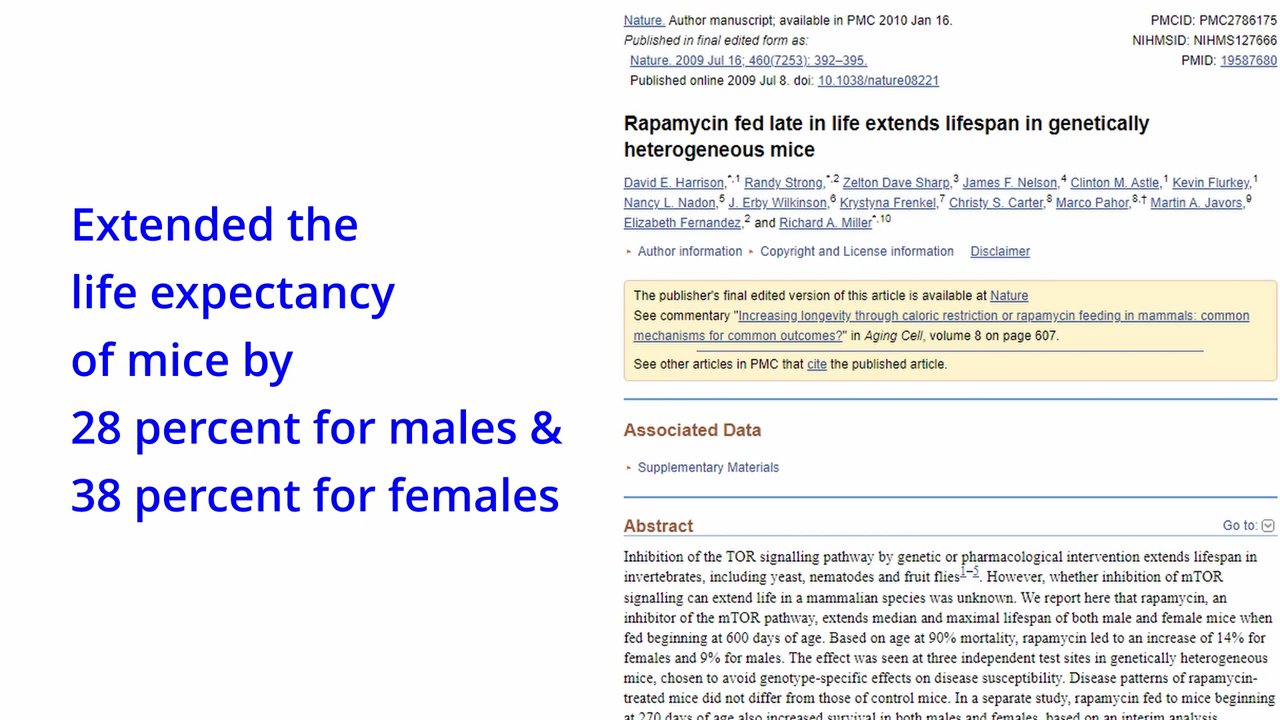 Extended the
life expectancy
of mice by
28 percent for males &
38 percent for females
Nature. Author manuscript; available in PMC 2010 Jan 16.
Published in final edited form as:
Nature. 2009 Jul 16; 460(7253): 392–395.
Published online 2009 Jul 8. doi: 10.1038/nature08221
PMCID: PMC2786175
NIHMSID: NIHMS127666
PMID: 19587680
Rapamycin fed late in life extends lifespan in genetically
heterogeneous mice
David E. Harrison,*,1 Randy Strong,*,2 Zelton Dave Sharp,3 James F. Nelson,4 Clinton M. Astle,1 Kevin Flurkey,1
Nancy L. Nadon,5 J. Erby Wilkinson,6 Krystyna Frenkel,7 Christy S. Carter,8 Marco Pahor,8,† Martin A. Javors,9
Elizabeth Fernandez,2 and Richard A. Miller*,10
Author information Copyright and License information Disclaimer
The publisher's final edited version of this article is available at Nature
See commentary "Increasing longevity through caloric restriction or rapamycin feeding in mammals: common
mechanisms for common outcomes?" in Aging Cell, volume 8 on page 607.
See other articles in PMC that cite the published article.
Associated Data
Supplementary Materials
Abstract
Go to:
Inhibition of the TOR signalling pathway by genetic or pharmacological intervention extends lifespan in
invertebrates, including yeast, nematodes and fruit flies1–5. However, whether inhibition of mTOR
signalling can extend life in a mammalian species was unknown. We report here that rapamycin, an
inhibitor of the mTOR pathway, extends median and maximal lifespan of both male and female mice when
fed beginning at 600 days of age. Based on age at 90% mortality, rapamycin led to an increase of 14% for
females and 9% for males. The effect was seen at three independent test sites in genetically heterogeneous
mice, chosen to avoid genotype-specific effects on disease susceptibility. Disease patterns of rapamycin-
treated mice did not differ from those of control mice. In a separate study, rapamycin fed to mice beginning
at 270 days of age also increased survival in both males and females, based on an interim analysis